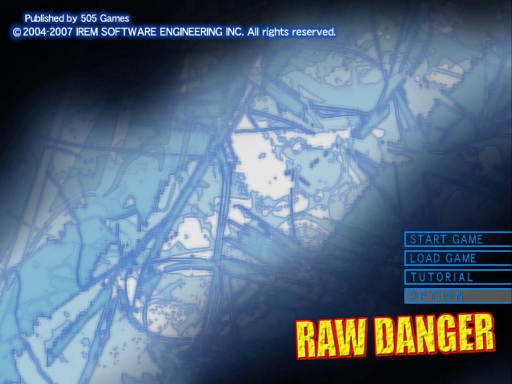 Published by 505 Games
©2004-2007 IREM SOFTWARE ENGINEERING INC. All rights reserved.
START GAME
LOAD GAME
TUTORIAL
OPTION
RAW DANGER